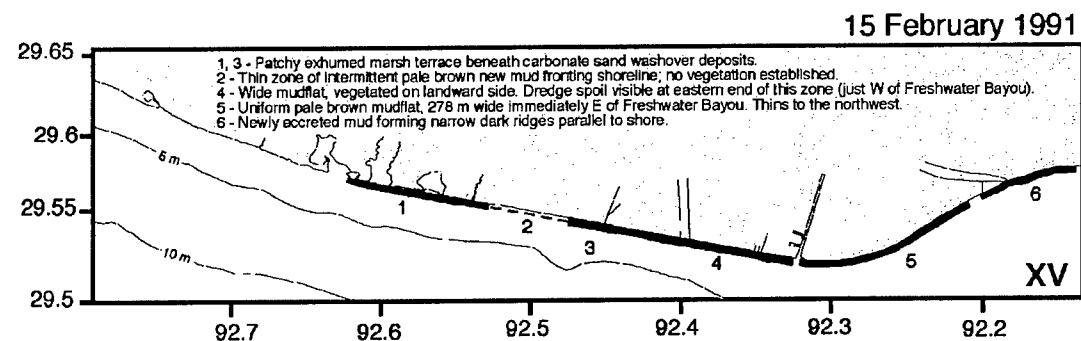 15 February 1991
29.65
1, 3 - Patchy exhumed marsh terrace beneath carbonate sand washover deposits.
2 - Thin zone of intermittent pale brown new mud fronting shoreline; no vegetation established.
4 - Wide mudflat, vegetated on landward side. Dredge spoil visible at eastern end of this zone (just W of Freshwater Bayou).
5 - Uniform pale brown mudflat, 278 m wide immediately E of Freshwater Bayou. Thins to the northwest.
6 - Newly accreted mud forming narrow dark ridges parallel to shore.
29.6
5 m
6
1
29.55
2
3
10 m
4
5
XV
29.5
92.7
92.6
92.5
92.4
92.3
92.2